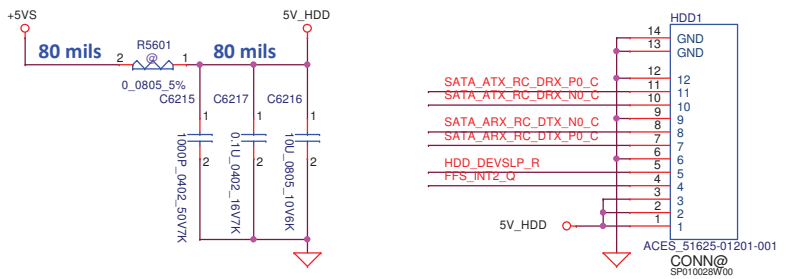 +5VS
5V_HDD
80 mils
2
R5601
@
1
80 mils
0_0805_5%
C6215
C6217
C6216
1
1
1
2
2
2
1000P_0402_50V7K
0.1U_0402_16V7K
10U_0805_10V6K
HDD1
14
GND
13
GND
12
12
SATA_ATX_RC_DRX_P0_C
11
11
SATA_ATX_RC_DRX_N0_C
10
10
9
9
SATA_ARX_RC_DTX_N0_C
8
8
SATA_ARX_RC_DTX_P0_C
7
7
6
6
HDD_DEVSLP_R
5
5
FFS_INT2_Q
4
4
3
3
2
2
5V_HDD
1
1
ACES_51625-01201-001
CONN@
SP010028W00